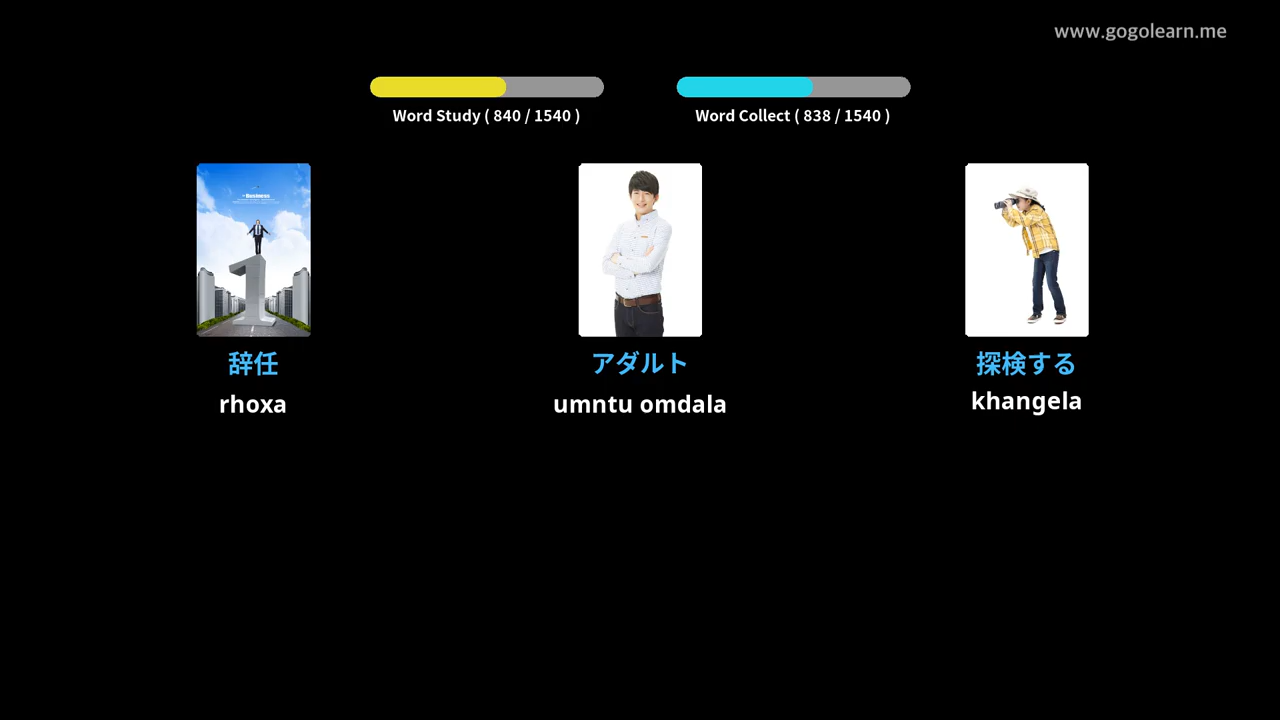 www.gogolearn.me
Word Study ( 840 / 1540 )
Word Collect ( 838 / 1540 )
Business
辞任
アダルト
探検する
rhoxa
umntu omdala
khangela